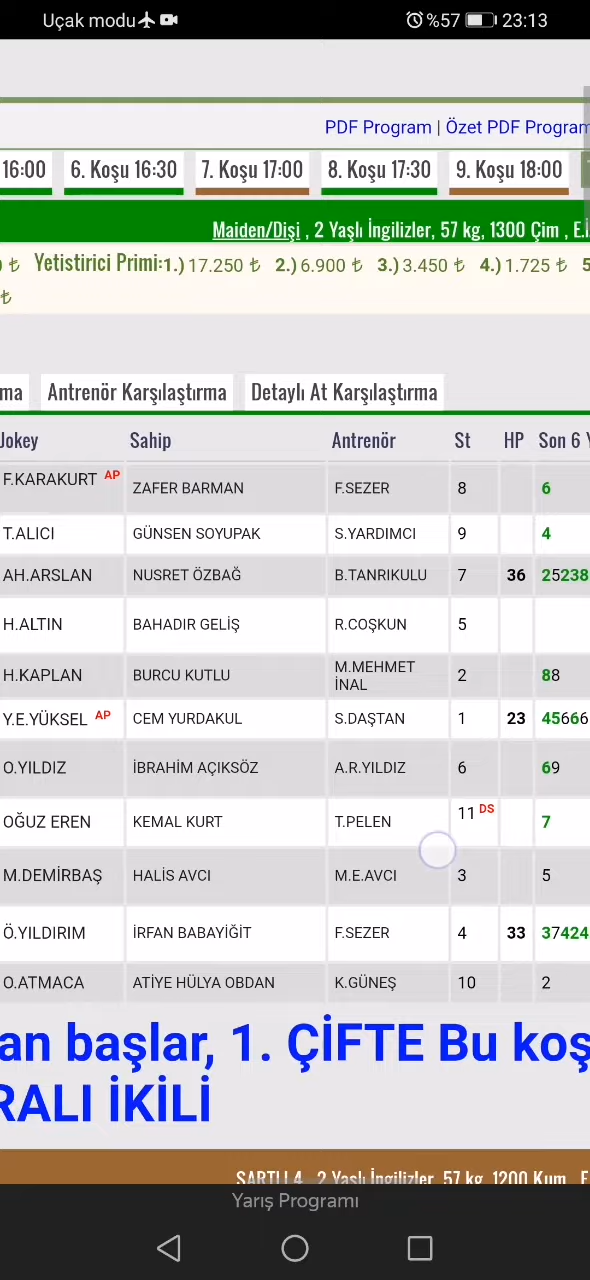 Uçak modu %57 23:13
PDF Program | Özet PDF Program
16:00 6. Koşu 16:30 7. Koşu 17:00 8. Koşu 17:30 9. Koşu 18:00
Maiden/Dişi , 2 Yaşlı İngilizler, 57 kg, 1300 Çim , E.İ
0 ₺ Yetistirici Primi:1.) 17.250 ₺ 2.) 6.900 ₺ 3.) 3.450 ₺ 4.) 1.725 ₺ 5
₺
ma Antrenör Karşılaştırma Detaylı At Karşılaştırma
Jokey Sahip Antrenör St HP Son 6 Y
F.KARAKURT AP ZAFER BARMAN F.SEZER 8 6
T.ALICI GÜNSEN SOYUPAK S.YARDIMCI 9 4
AH.ARSLAN NUSRET ÖZBAĞ B.TANRIKULU 7 36 25238
H.ALTIN BAHADIR GELİŞ R.COŞKUN 5
H.KAPLAN BURCU KUTLU M.MEHMET İNAL 2 88
Y.E.YÜKSEL AP CEM YURDAKUL S.DAŞTAN 1 23 45666
O.YILDIZ İBRAHİM AÇIKSÖZ A.R.YILDIZ 6 69
OĞUZ EREN KEMAL KURT T.PELEN 11 DS 7
M.DEMİRBAŞ HALİS AVCI M.E.AVCI 3 5
Ö.YILDIRIM İRFAN BABAYİĞİT F.SEZER 4 33 37424
O.ATMACA ATİYE HÜLYA OBDAN K.GÜNEŞ 10 2
an başlar, 1. ÇİFTE Bu koş
RALI İKİLİ
ŞARTLI 4 , 2 Yaşlı İngilizler, 57 kg, 1200 Kum , E
Yarış Programı